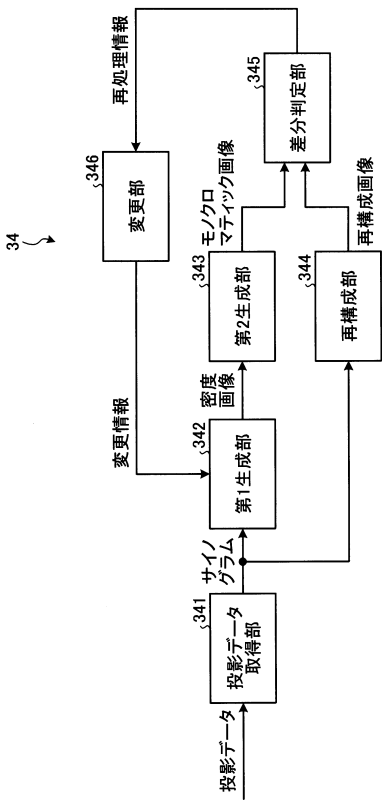 34
346
変更部
変更情報
再処理情報
投影データ
341
投影データ
取得部
サイノ
グラム
342
第1生成部
密度
画像
343
第2生成部
モノクロ
マティック画像
344
再構成部
再構成画像
345
差分判定部